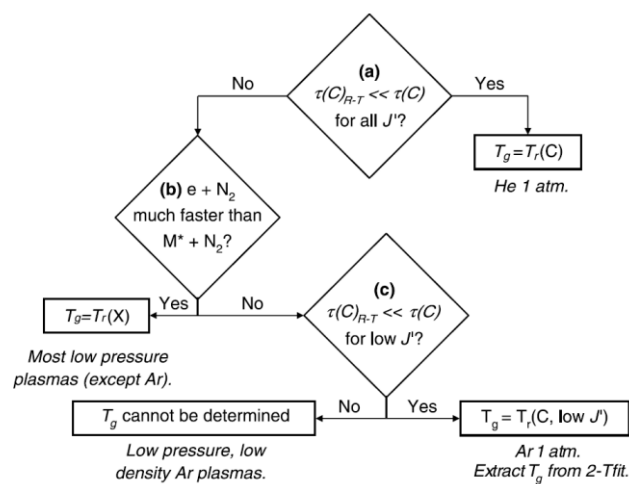 (a)
τ(C)R-T << τ(C)
for all J'?
No
Yes
Tg=Tr(C)
He 1 atm.
(b) e + N2
much faster than
M* + N2?
Yes
No
Tg=Tr(X)
Most low pressure
plasmas (except Ar).
(c)
τ(C)R-T << τ(C)
for low J'?
No
Yes
Tg cannot be determined
Low pressure, low
density Ar plasmas.
Tg = Tr(C, low J')
Ar 1 atm.
Extract Tg from 2-Tfit.